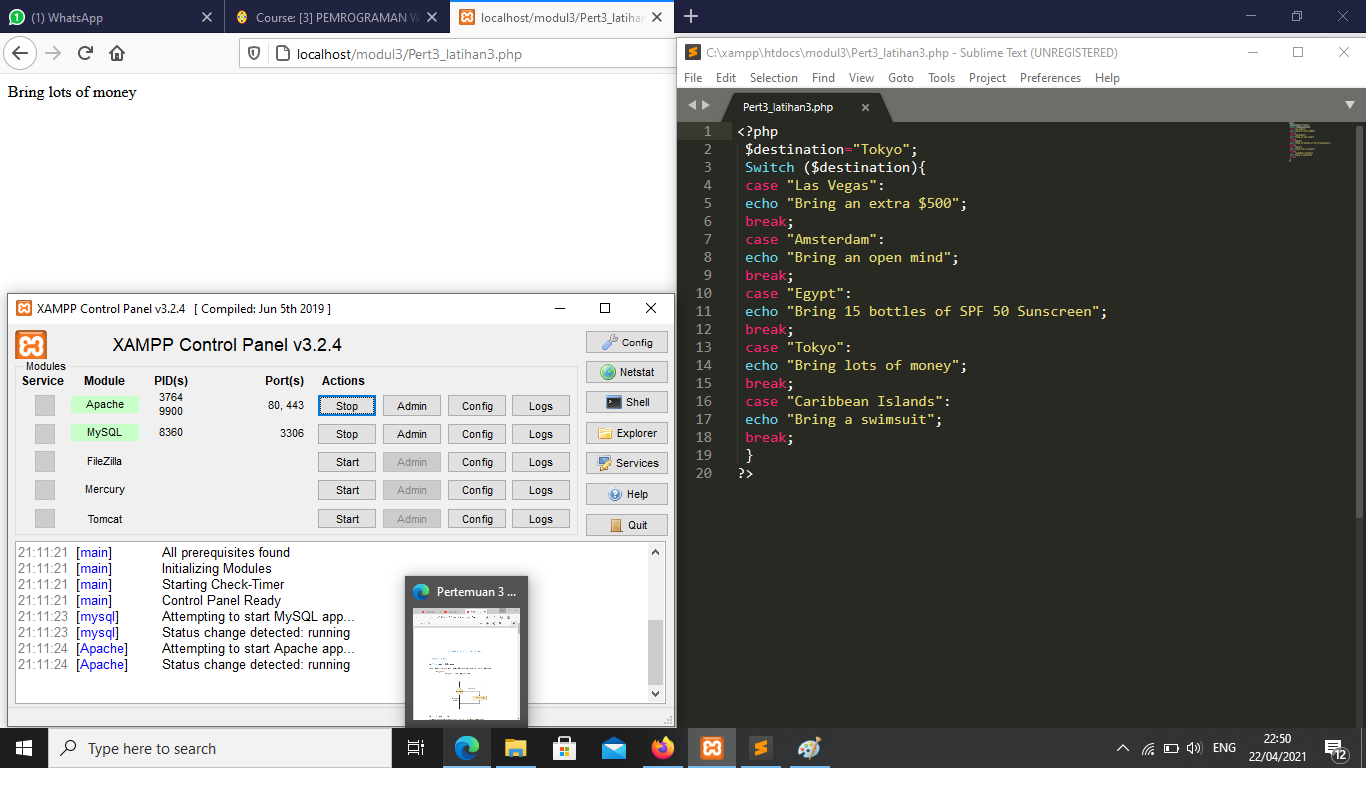 (1) WhatsApp
Course: [3] PEMROGRAMAN W
localhost/modul3/Pert3_latihan
localhost/modul3/Pert3_latihan3.php
Bring lots of money
C:\xampp\htdocs\modul3\Pert3_latihan3.php - Sublime Text (UNREGISTERED)
File Edit Selection Find View Goto Tools Project Preferences Help
Pert3_latihan3.php
1 <?php
2 $destination="Tokyo";
3 Switch ($destination){
4 case "Las Vegas":
5 echo "Bring an extra $500";
6 break;
7 case "Amsterdam":
8 echo "Bring an open mind";
9 break;
10 case "Egypt":
11 echo "Bring 15 bottles of SPF 50 Sunscreen";
12 break;
13 case "Tokyo":
14 echo "Bring lots of money";
15 break;
16 case "Caribbean Islands":
17 echo "Bring a swimsuit";
18 break;
19 }
20 ?>
XAMPP Control Panel v3.2.4 [ Compiled: Jun 5th 2019 ]
XAMPP Control Panel v3.2.4
Modules
Service Module PID(s) Port(s) Actions
Apache 3764 9900 80, 443 Stop Admin Config Logs
MySQL 8360 3306 Stop Admin Config Logs
FileZilla Start Admin Config Logs
Mercury Start Admin Config Logs
Tomcat Start Admin Config Logs
Config
Netstat
Shell
Explorer
Services
Help
Quit
21:11:21 [main] All prerequisites found
21:11:21 [main] Initializing Modules
21:11:21 [main] Starting Check-Timer
21:11:21 [main] Control Panel Ready
21:11:23 [mysql] Attempting to start MySQL app...
21:11:23 [mysql] Status change detected: running
21:11:24 [Apache] Attempting to start Apache app...
21:11:24 [Apache] Status change detected: running
Pertemuan 3 ...
Type here to search
ENG
22:50
22/04/2021
12